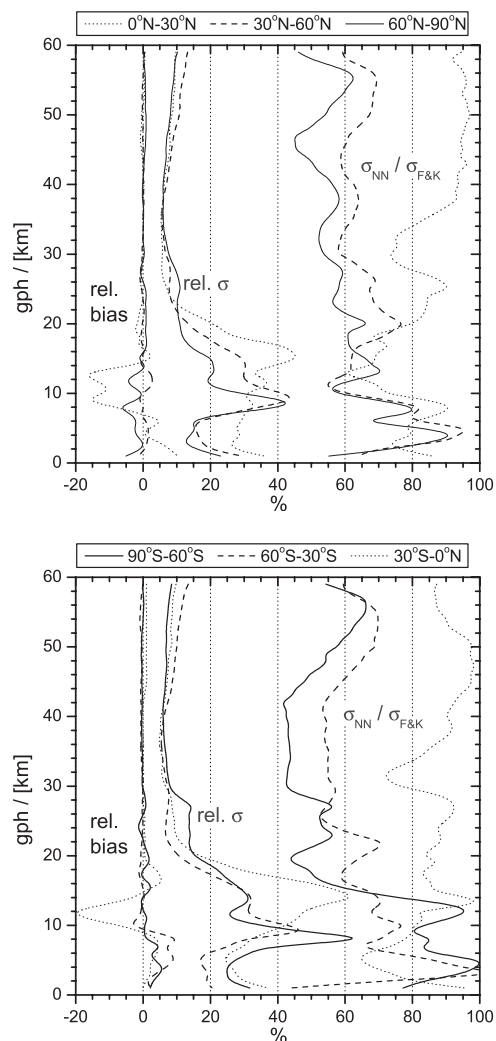 0°N-30°N 30°N-60°N 60°N-90°N
60
50
40
30
20
10
0
gph / [km]
σNN / σF&K
rel. bias
rel. σ
-20 0 20 40 60 80 100
%
90°S-60°S 60°S-30°S 30°S-0°N
60
50
40
30
20
10
0
gph / [km]
σNN / σF&K
rel. bias
rel. σ
-20 0 20 40 60 80 100
%